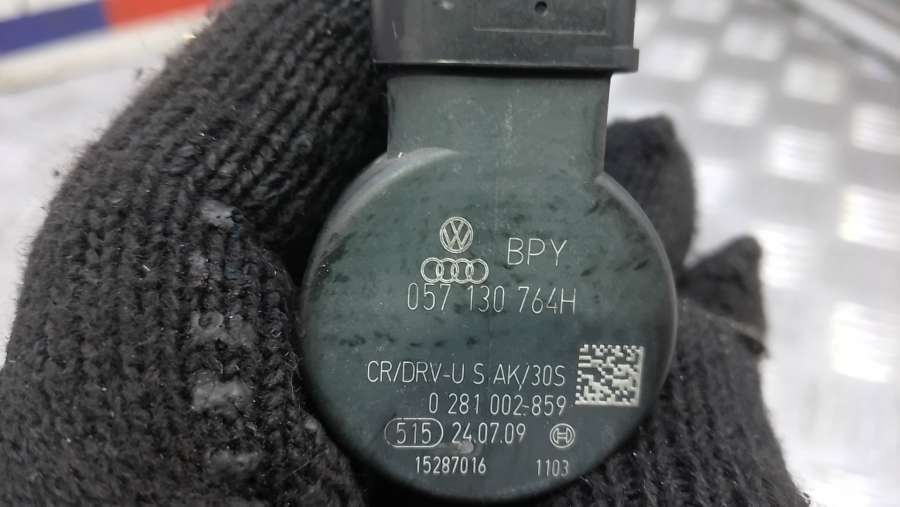 BPY
057 130 764H
CR/DRV-U S AK/30S
0 281 002-859
515 24.07.09
15287016 1103